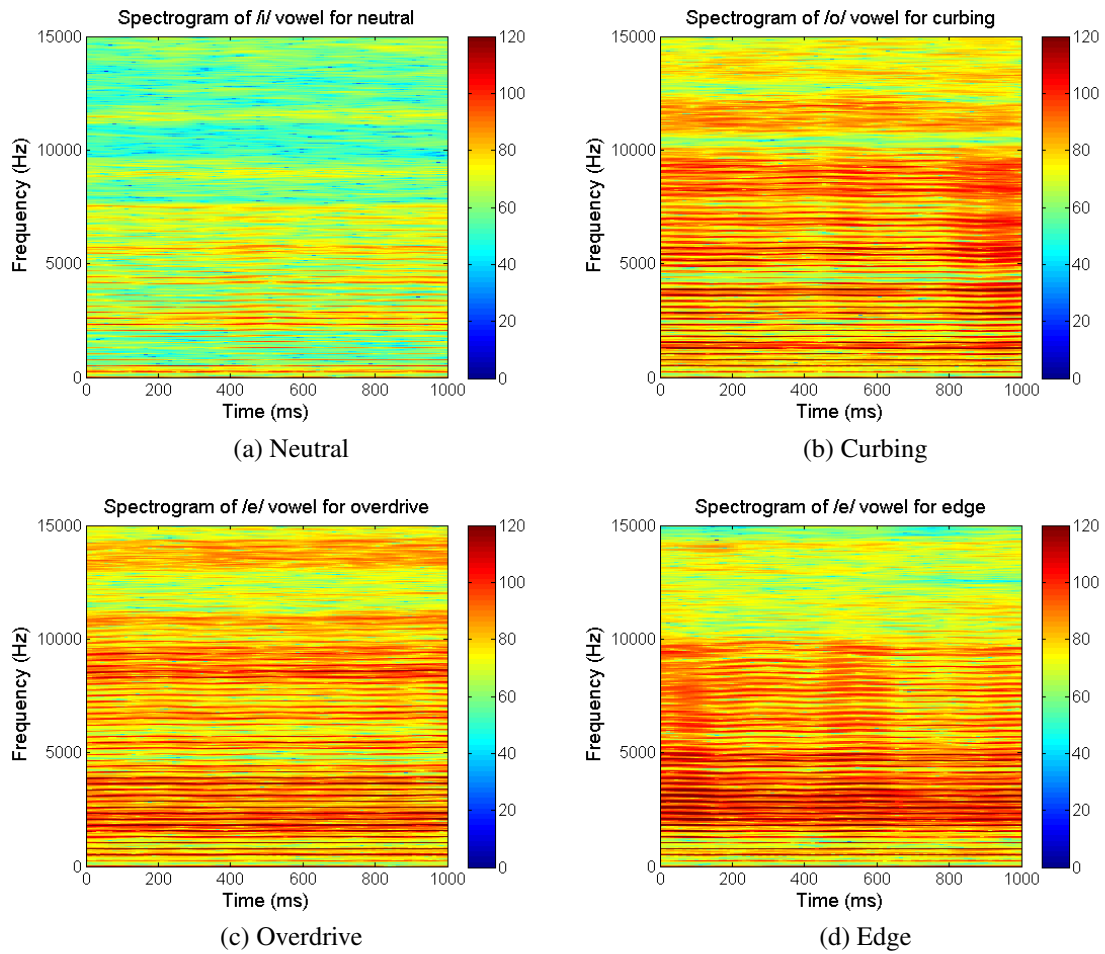 Spectrogram of /i/ vowel for neutral
15000
10000
5000
0
Frequency (Hz)
0 200 400 600 800 1000
Time (ms)
120
100
80
60
40
20
0
(a) Neutral
Spectrogram of /o/ vowel for curbing
15000
10000
5000
0
Frequency (Hz)
0 200 400 600 800 1000
Time (ms)
120
100
80
60
40
20
0
(b) Curbing
Spectrogram of /e/ vowel for overdrive
15000
10000
5000
0
Frequency (Hz)
0 200 400 600 800 1000
Time (ms)
120
100
80
60
40
20
0
(c) Overdrive
Spectrogram of /e/ vowel for edge
15000
10000
5000
0
Frequency (Hz)
0 200 400 600 800 1000
Time (ms)
120
100
80
60
40
20
0
(d) Edge